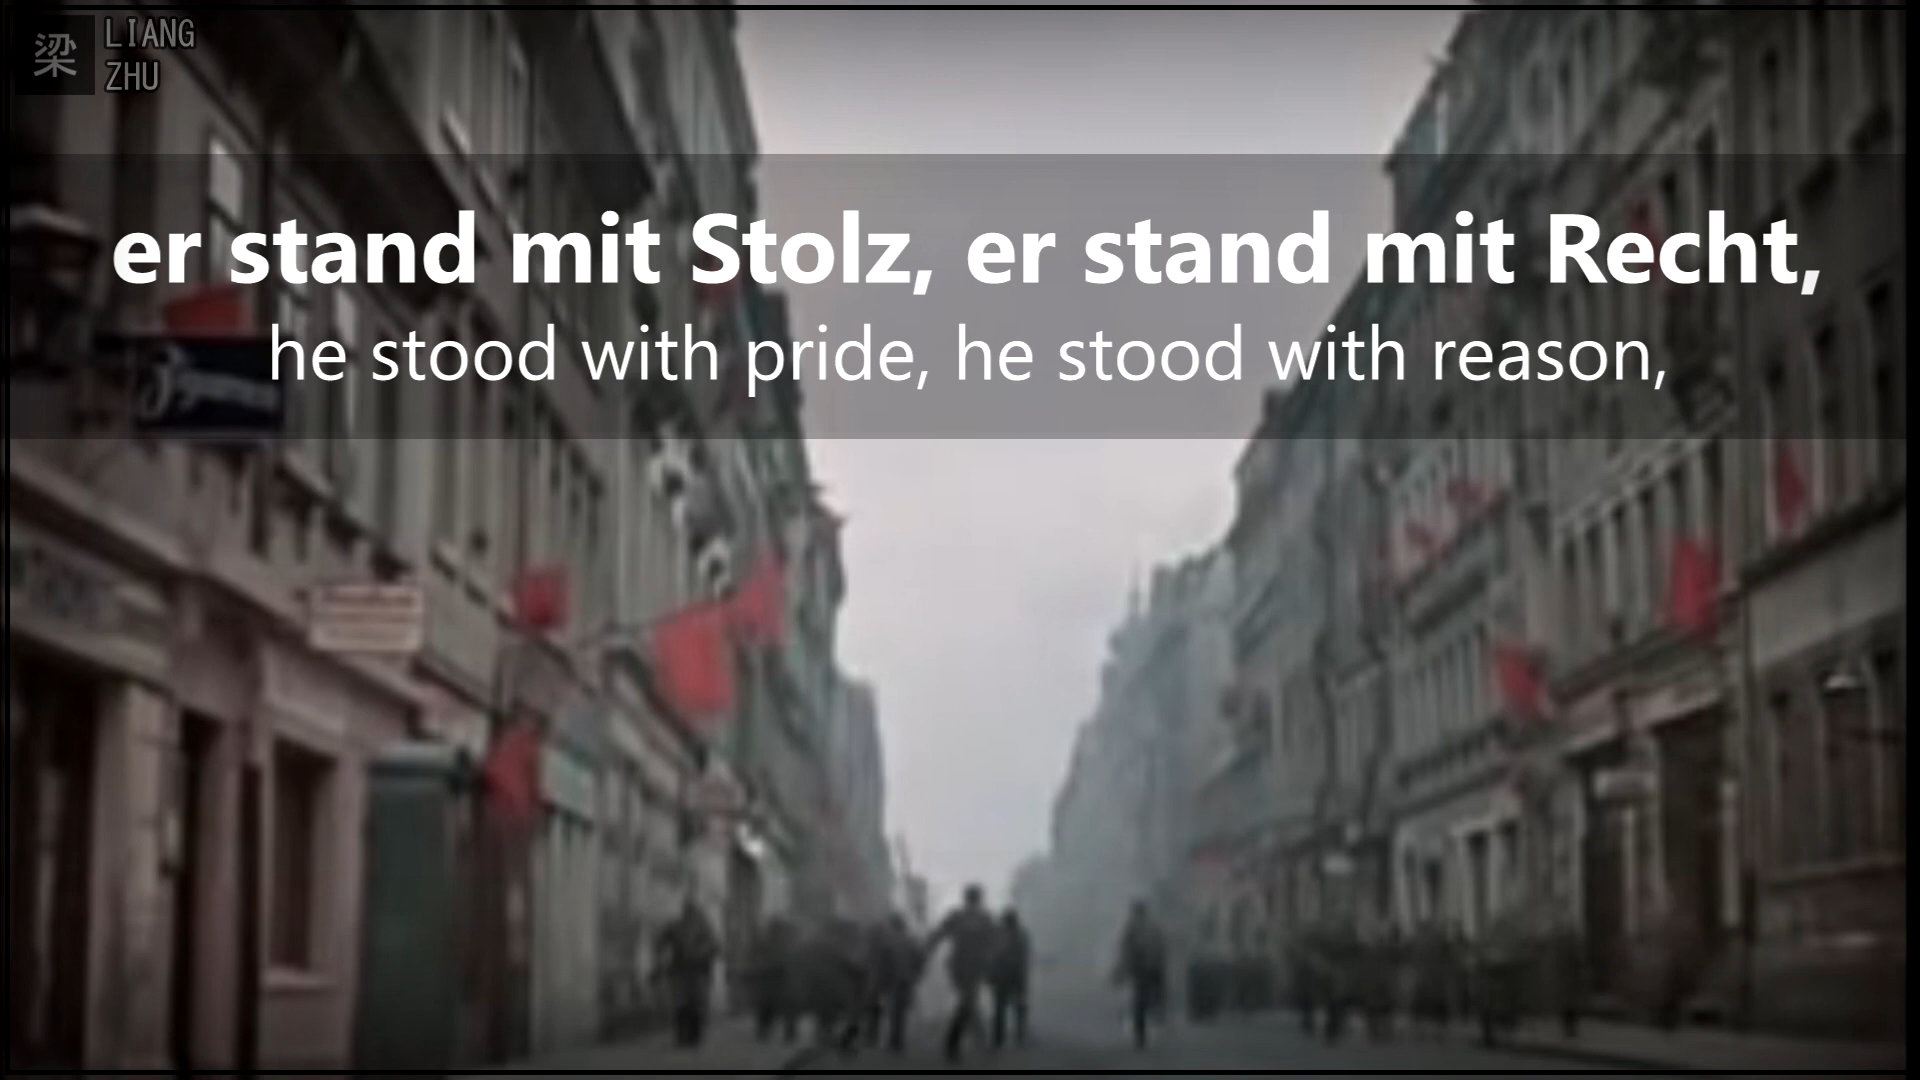 梁
LIANG
ZHU
er stand mit Stolz, er stand mit Recht,
he stood with pride, he stood with reason,